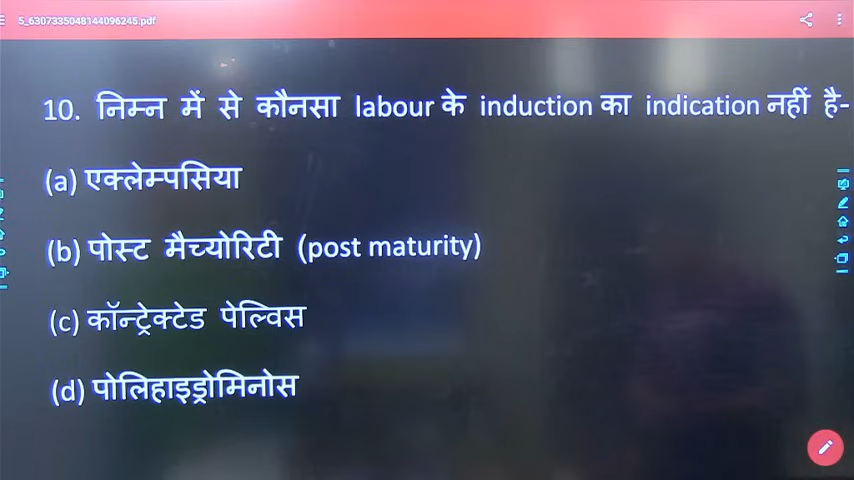 5_6307335048144096245.pdf
10. निम्न में से कौनसा labour के induction का indication नहीं है-
(a) एक्लेम्पसिया
(b) पोस्ट मैच्योरिटी (post maturity)
(c) कॉन्ट्रेक्टेड पेल्विस
(d) पोलिहाइड्रोमिनोस